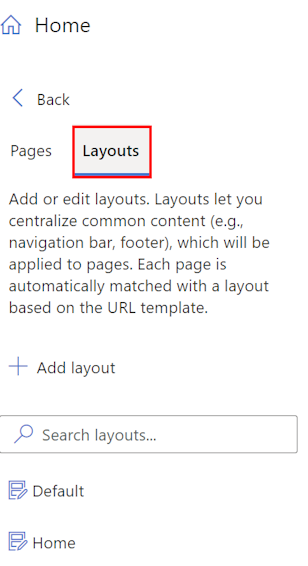 Home
Back
Pages Layouts
Add or edit layouts. Layouts let you
centralize common content (e.g.,
navigation bar, footer), which will be
applied to pages. Each page is
automatically matched with a layout
based on the URL template.
Add layout
Search layouts...
Default
Home